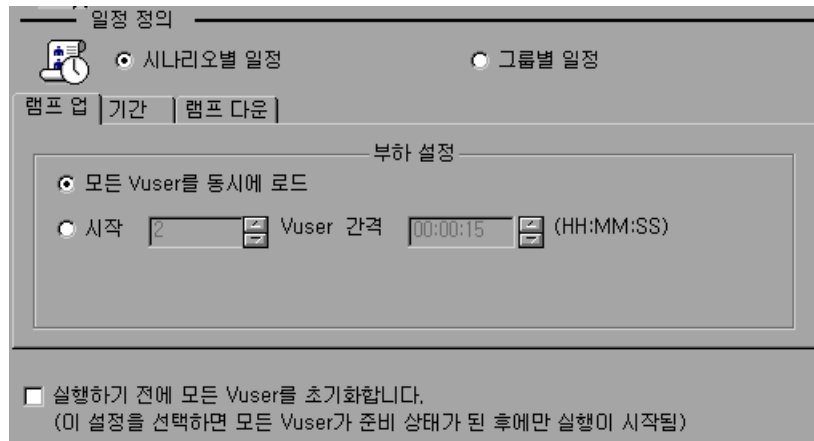 일정 정의
시나리오별 일정 그룹별 일정
램프 업 기간 램프 다운
부하 설정
모든 Vuser를 동시에 로드
시작 2 Vuser 간격 00:00:15 (HH:MM:SS)
실행하기 전에 모든 Vuser를 초기화합니다.
(이 설정을 선택하면 모든 Vuser가 준비 상태가 된 후에만 실행이 시작됨)